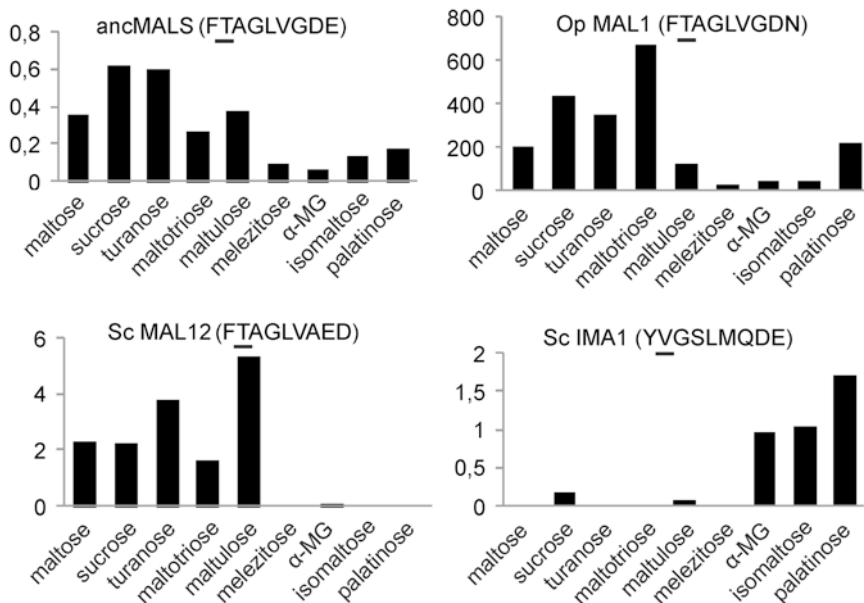 ancMALS (FTAGLVGDE)
0,8
0,6
0,4
0,2
0
maltose
sucrose
turanose
maltotriose
maltulose
melezitose
α-MG
isomaltose
palatinose
Op MAL1 (FTAGLVGDN)
800
600
400
200
0
maltose
sucrose
turanose
maltotriose
maltulose
melezitose
α-MG
isomaltose
palatinose
Sc MAL12 (FTAGLVAED)
6
4
2
0
maltose
sucrose
turanose
maltotriose
maltulose
melezitose
α-MG
isomaltose
palatinose
Sc IMA1 (YVGSLMQDE)
2
1,5
1
0,5
0
maltose
sucrose
turanose
maltotriose
maltulose
melezitose
α-MG
isomaltose
palatinose